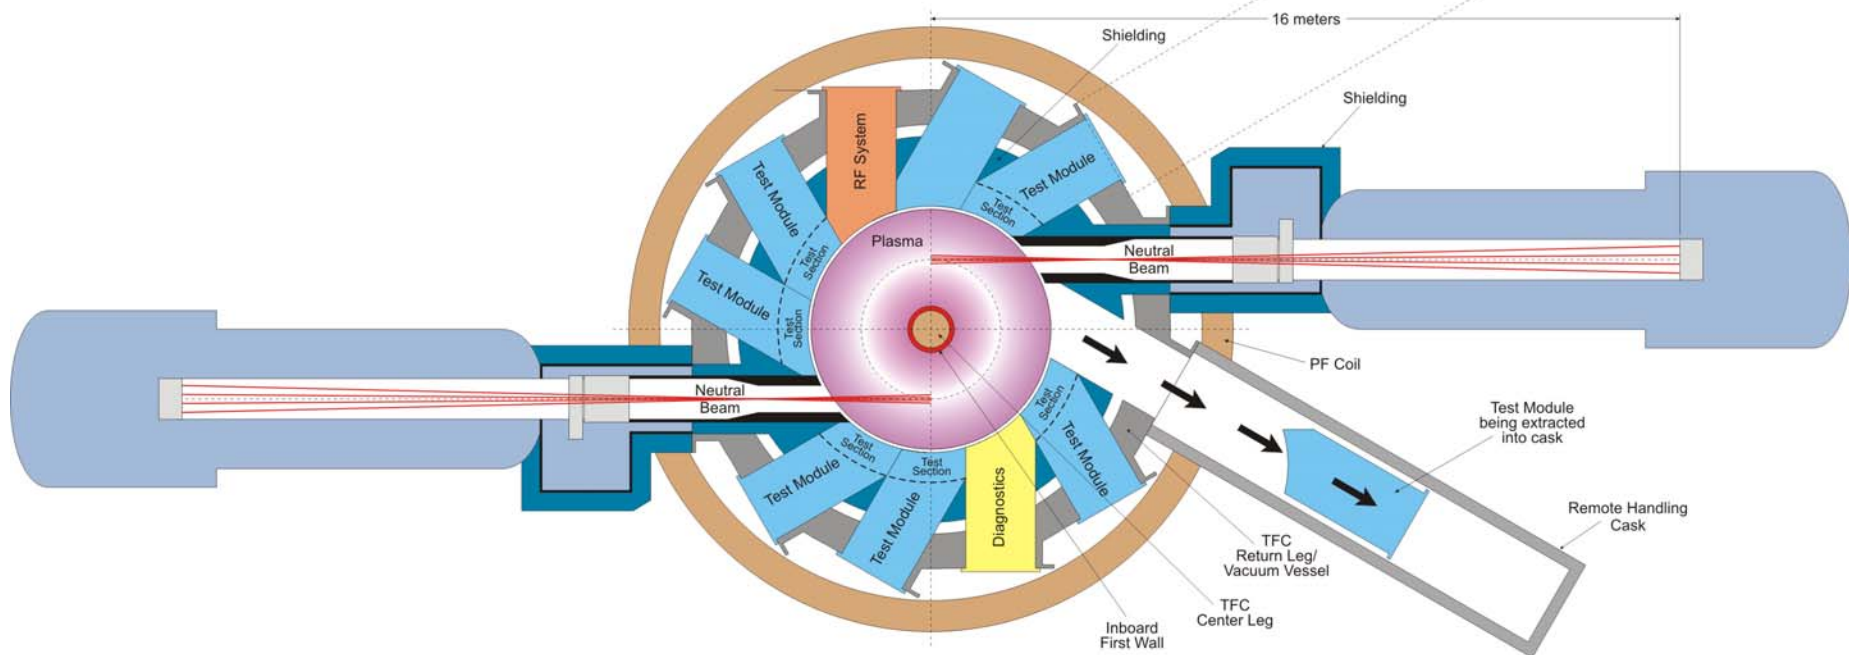 16 meters
Shielding
Shielding
RF System
Test Module
Test
Section
Test Module
Test
Section
Test Module
Test
Section
Plasma
Neutral
Beam
Neutral
Beam
PF Coil
Test
Section
Test Module
Test
Section
Test Module
Test
Section
Test Module
Diagnostics
Test Module
being extracted
into cask
Remote Handling
Cask
TFC
Return Leg/
Vacuum Vessel
TFC
Center Leg
Inboard
First Wall